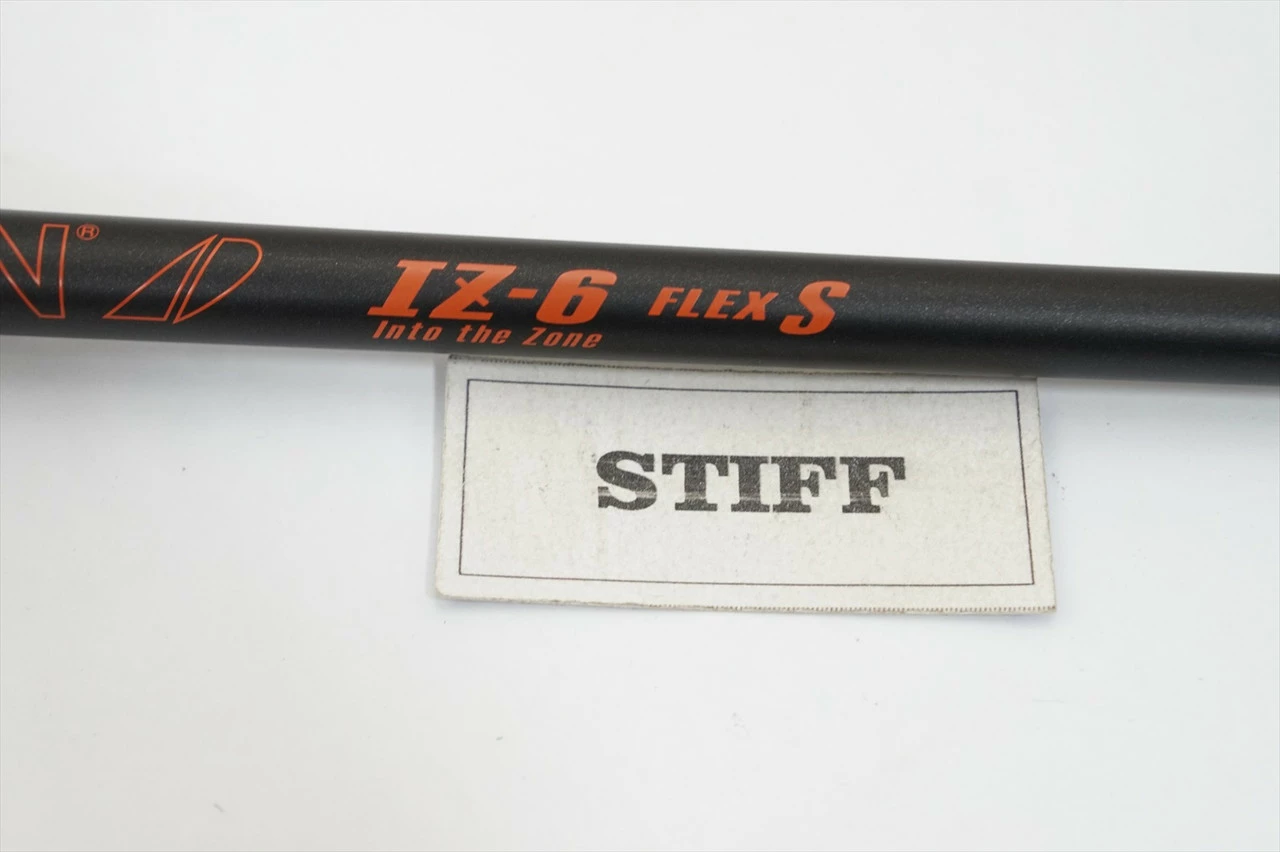 N®
IZ-6 FLEX S
Into the Zone
STIFF